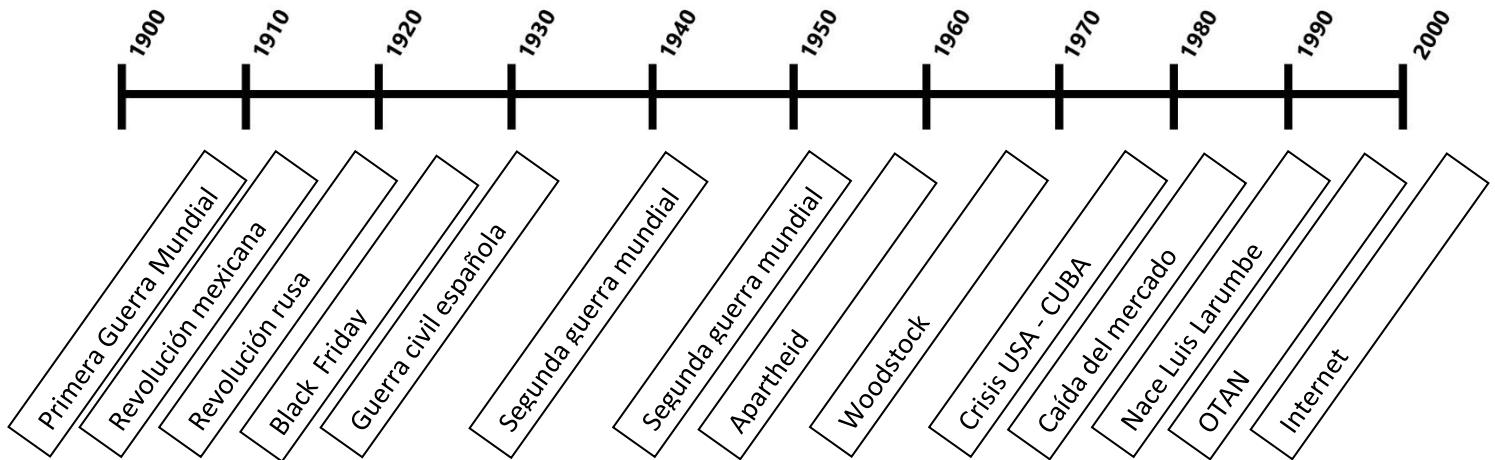 1900
1910
1920
1930
1940
1950
1960
1970
1980
1990
2000
Primera Guerra Mundial
Revolución mexicana
Revolución rusa
Black Friday
Guerra civil española
Segunda guerra mundial
Segunda guerra mundial
Apartheid
Woodstock
Crisis USA - CUBA
Caída del mercado
Nace Luis Larumbe
OTAN
Internet